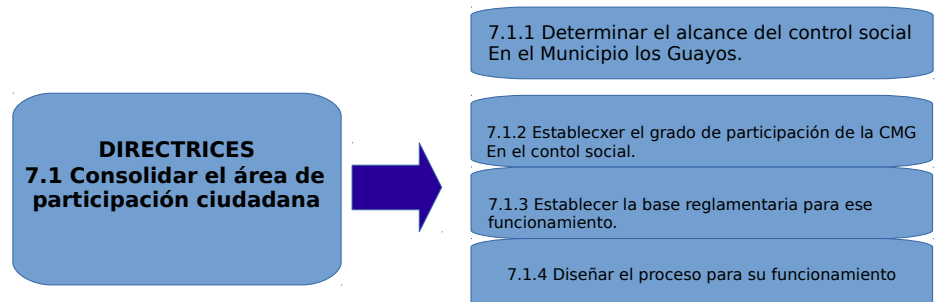 DIRECTRICES
7.1 Consolidar el área de
participación ciudadana
7.1.1 Determinar el alcance del control social
En el Municipio los Guayos.
7.1.2 Establecxer el grado de participación de la CMG
En el contol social.
7.1.3 Establecer la base reglamentaria para ese
funcionamiento.
7.1.4 Diseñar el proceso para su funcionamiento